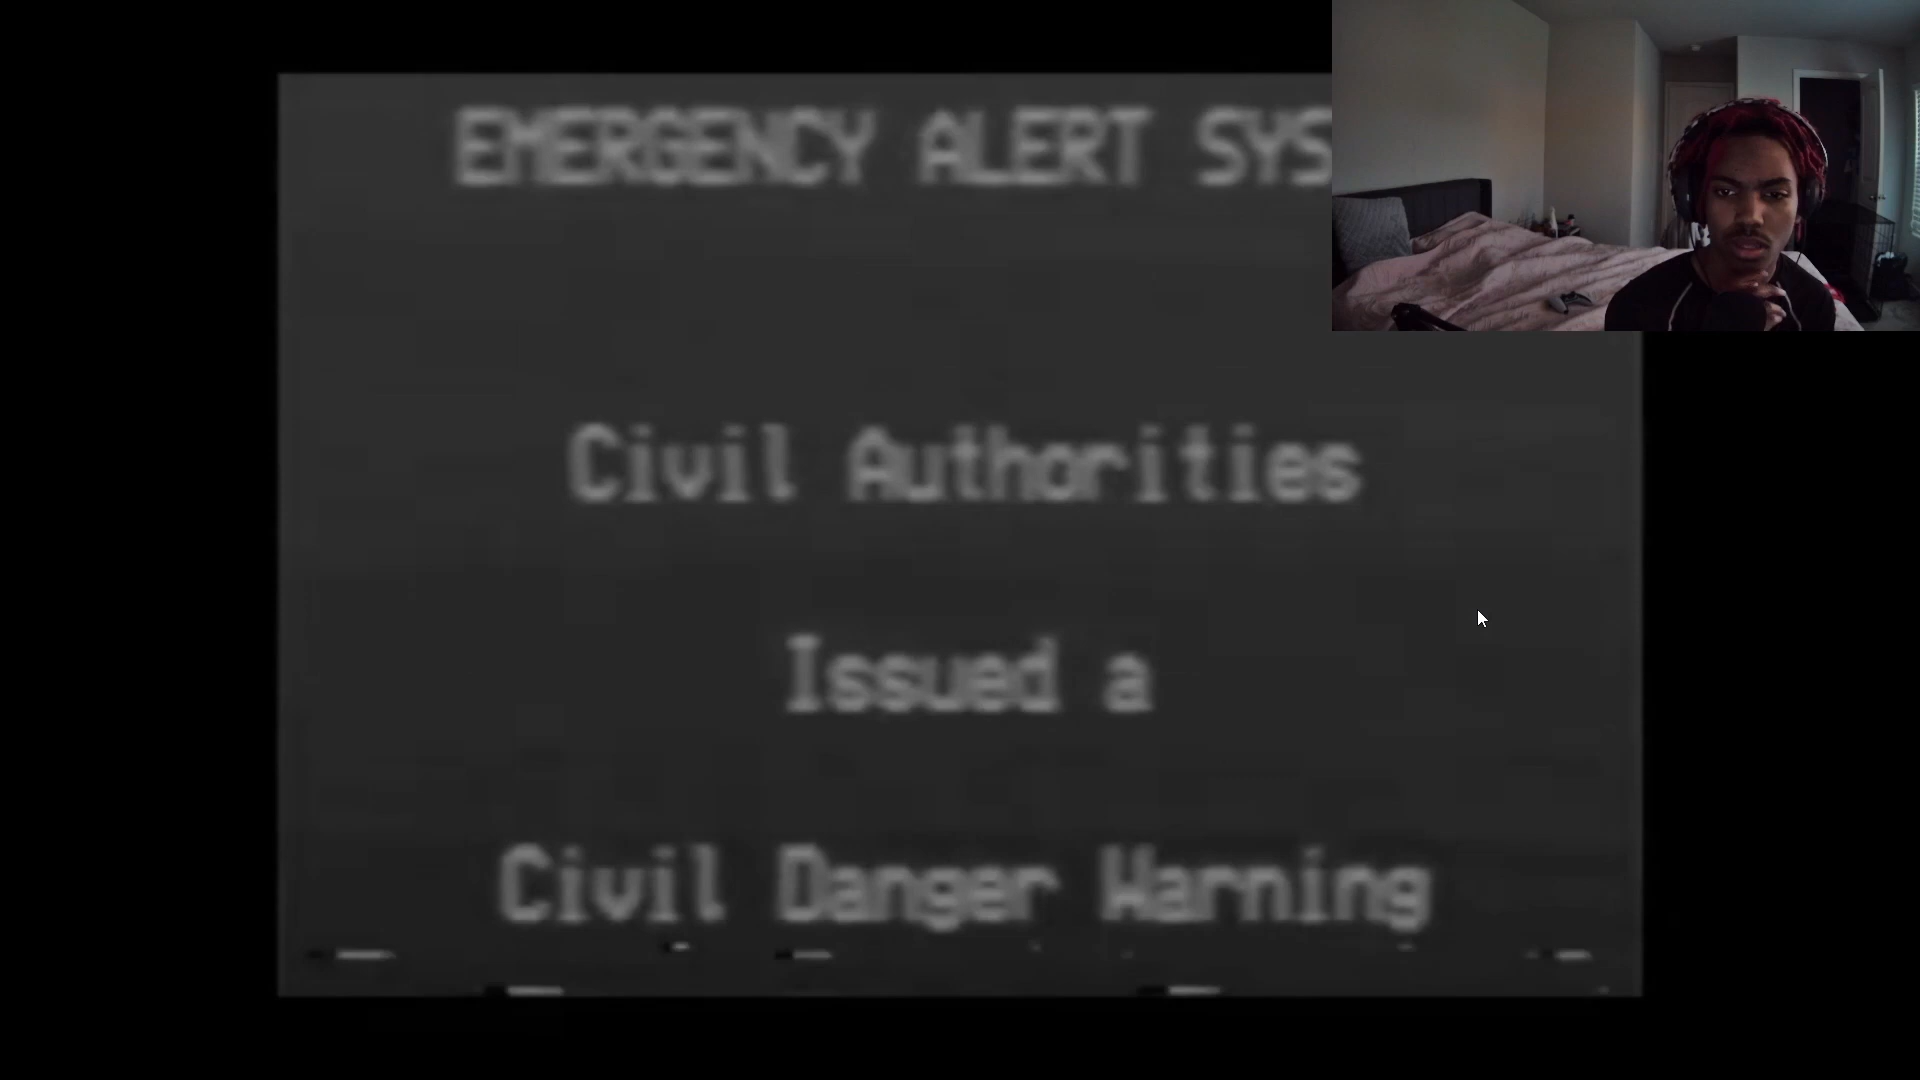 EMERGENCY ALERT SYS
Civil Authorities
Issued a
Civil Danger Warning